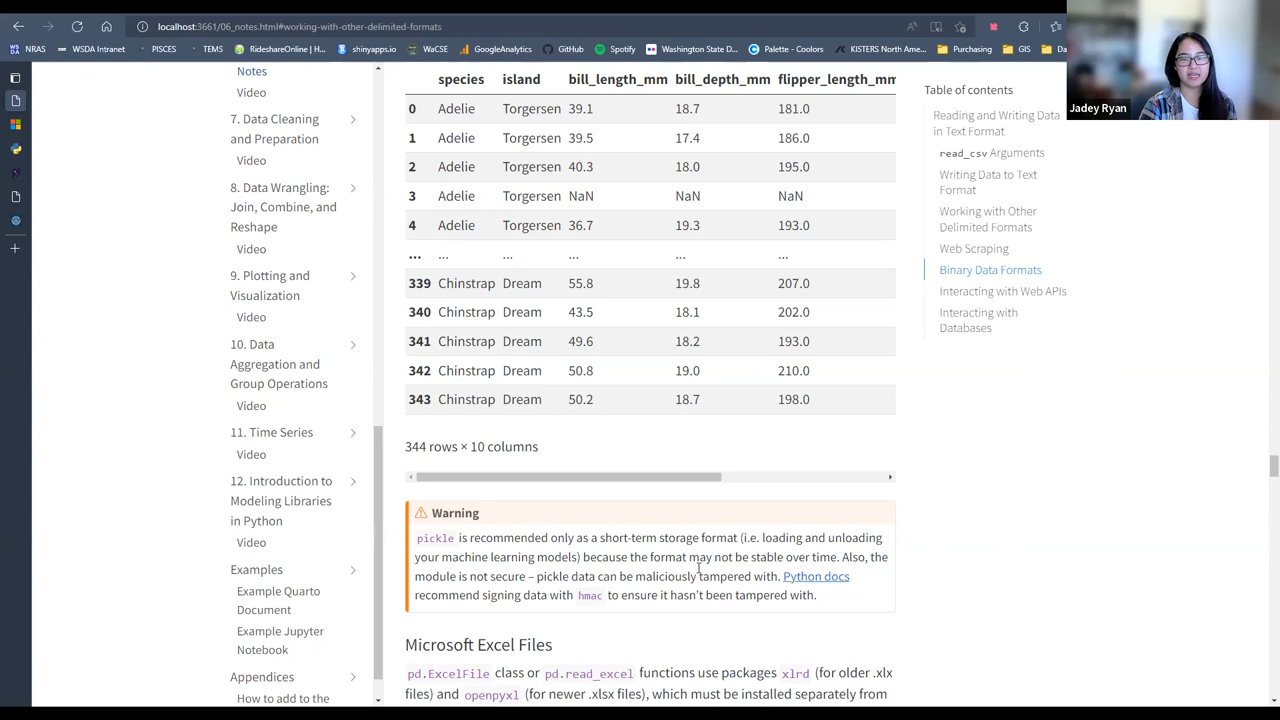 localhost:3661/06_notes.html#working-with-other-delimited-formats
NRAS WSDA Intranet PISCES TEMS RideshareOnline | H... shinyapps.io WaCSE GoogleAnalytics GitHub Spotify Washington State D... Palette - Coolors KISTERS North Ame... Purchasing GIS Da
Jadey Ryan
Notes
Video
7. Data Cleaning
and Preparation
Video
8. Data Wrangling:
Join, Combine, and
Reshape
Video
9. Plotting and
Visualization
Video
10. Data
Aggregation and
Group Operations
Video
11. Time Series
Video
12. Introduction to
Modeling Libraries
in Python
Video
Examples
Example Quarto
Document
Example Jupyter
Notebook
Appendices
How to add to the
species island bill_length_mm bill_depth_mm flipper_length_mm
0 Adelie Torgersen 39.1 18.7 181.0
1 Adelie Torgersen 39.5 17.4 186.0
2 Adelie Torgersen 40.3 18.0 195.0
3 Adelie Torgersen NaN NaN NaN
4 Adelie Torgersen 36.7 19.3 193.0
... ... ... ... ... ...
339 Chinstrap Dream 55.8 19.8 207.0
340 Chinstrap Dream 43.5 18.1 202.0
341 Chinstrap Dream 49.6 18.2 193.0
342 Chinstrap Dream 50.8 19.0 210.0
343 Chinstrap Dream 50.2 18.7 198.0
344 rows × 10 columns
Warning
pickle is recommended only as a short-term storage format (i.e. loading and unloading
your machine learning models) because the format may not be stable over time. Also, the
module is not secure – pickle data can be maliciously tampered with. Python docs
recommend signing data with hmac to ensure it hasn't been tampered with.
Microsoft Excel Files
pd.ExcelFile class or pd.read_excel functions use packages xlrd (for older .xlx
files) and openpyxl (for newer .xlsx files), which must be installed separately from
Table of contents
Reading and Writing Data
in Text Format
read_csv Arguments
Writing Data to Text
Format
Working with Other
Delimited Formats
Web Scraping
Binary Data Formats
Interacting with Web APIs
Interacting with
Databases